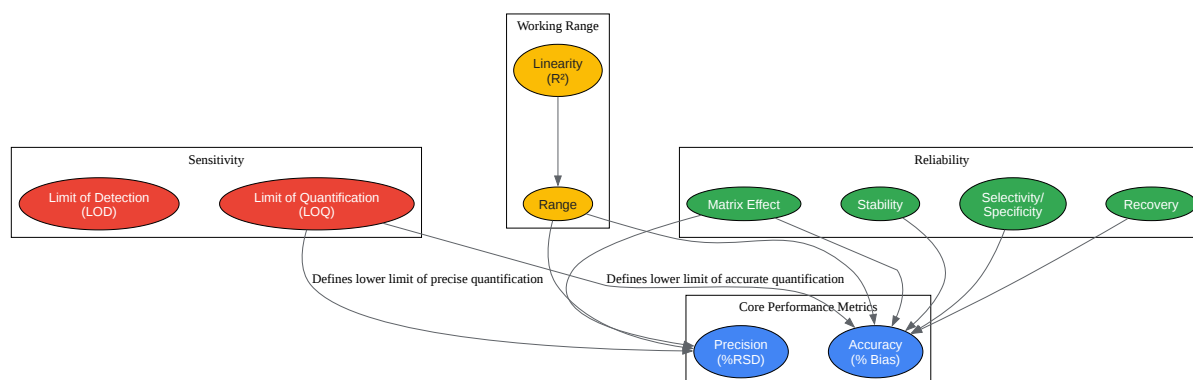 Working Range
Linearity
(R²)
Sensitivity
Reliability
Limit of Detection
(LOD)
Limit of Quantification
(LOQ)
Range
Matrix Effect
Stability
Selectivity/
Specificity
Recovery
Defines lower limit of precise quantification
Defines lower limit of accurate quantification
Core Performance Metrics
Precision
(%RSD)
Accuracy
(% Bias)